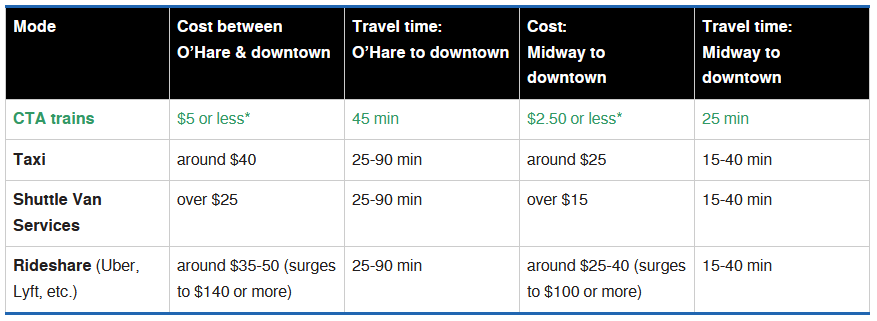 Mode
Cost between
O’Hare & downtown
Travel time:
O’Hare to downtown
Cost:
Midway to
downtown
Travel time:
Midway to
downtown
CTA trains
$5 or less*
45 min
$2.50 or less*
25 min
Taxi
around $40
25-90 min
around $25
15-40 min
Shuttle Van
Services
over $25
25-90 min
over $15
15-40 min
Rideshare (Uber,
Lyft, etc.)
around $35-50 (surges
to $140 or more)
25-90 min
around $25-40 (surges
to $100 or more)
15-40 min